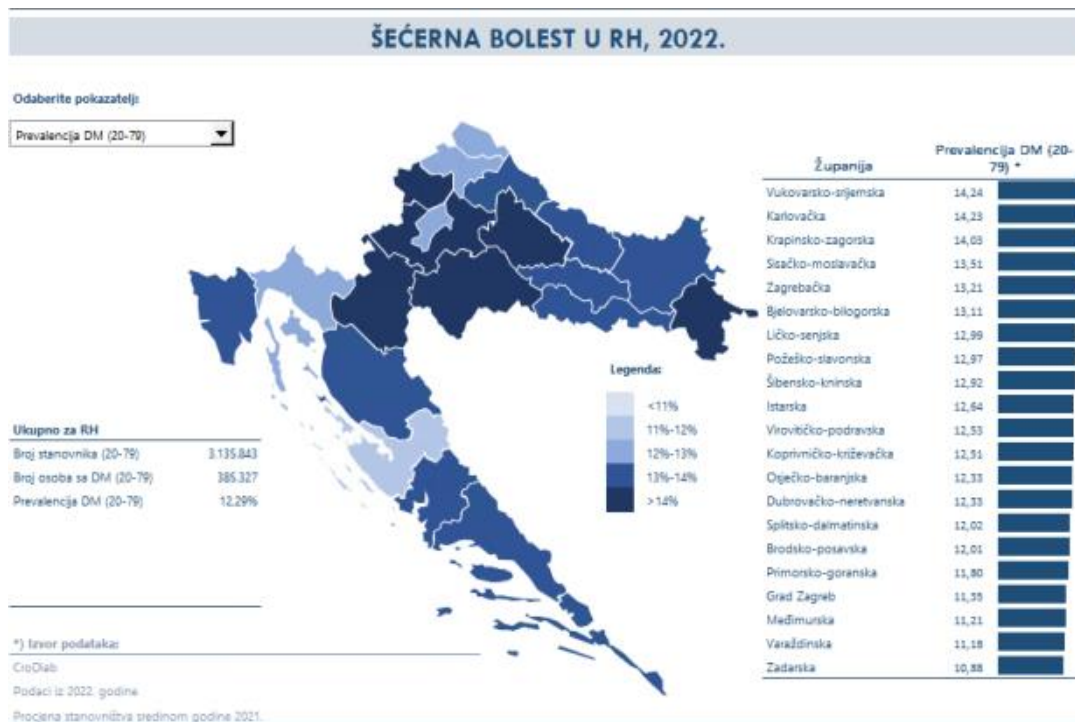 ŠEĆERNA BOLEST U RH, 2022.
Odaberite pokazatelj:
Prevalencija DM (20-79)
Ukupno za RH
Broj stanovnika (20-79) 3.135.843
Broj osoba sa DM (20-79) 385.327
Prevalencija DM (20-79) 12.29%
*) Izvor podataka:
CroDiab
Podaci iz 2022. godine
Procjena stanovništva sredinom godine 2021.
Legenda:
<11%
11%-12%
12%-13%
13%-14%
>14%
Županija Prevalencija DM (20-79) *
Vukovarsko-srijemska 14,24
Karlovačka 14,23
Krapinsko-zagorska 14,03
Sisačko-moslavačka 13,51
Zagrebačka 13,21
Bjelovarsko-bilogorska 13,11
Ličko-senjska 12,99
Požeško-slavonska 12,97
Šibensko-kninska 12,92
Istarska 12,64
Virovitičko-podravska 12,53
Koprivničko-križevačka 12,51
Osječko-baranjska 12,33
Dubrovačko-neretvanska 12,33
Splitsko-dalmatinska 12,02
Brodsko-posavska 12,01
Primorsko-goranska 11,80
Grad Zagreb 11,35
Međimurska 11,21
Varaždinska 11,18
Zadarska 10,88